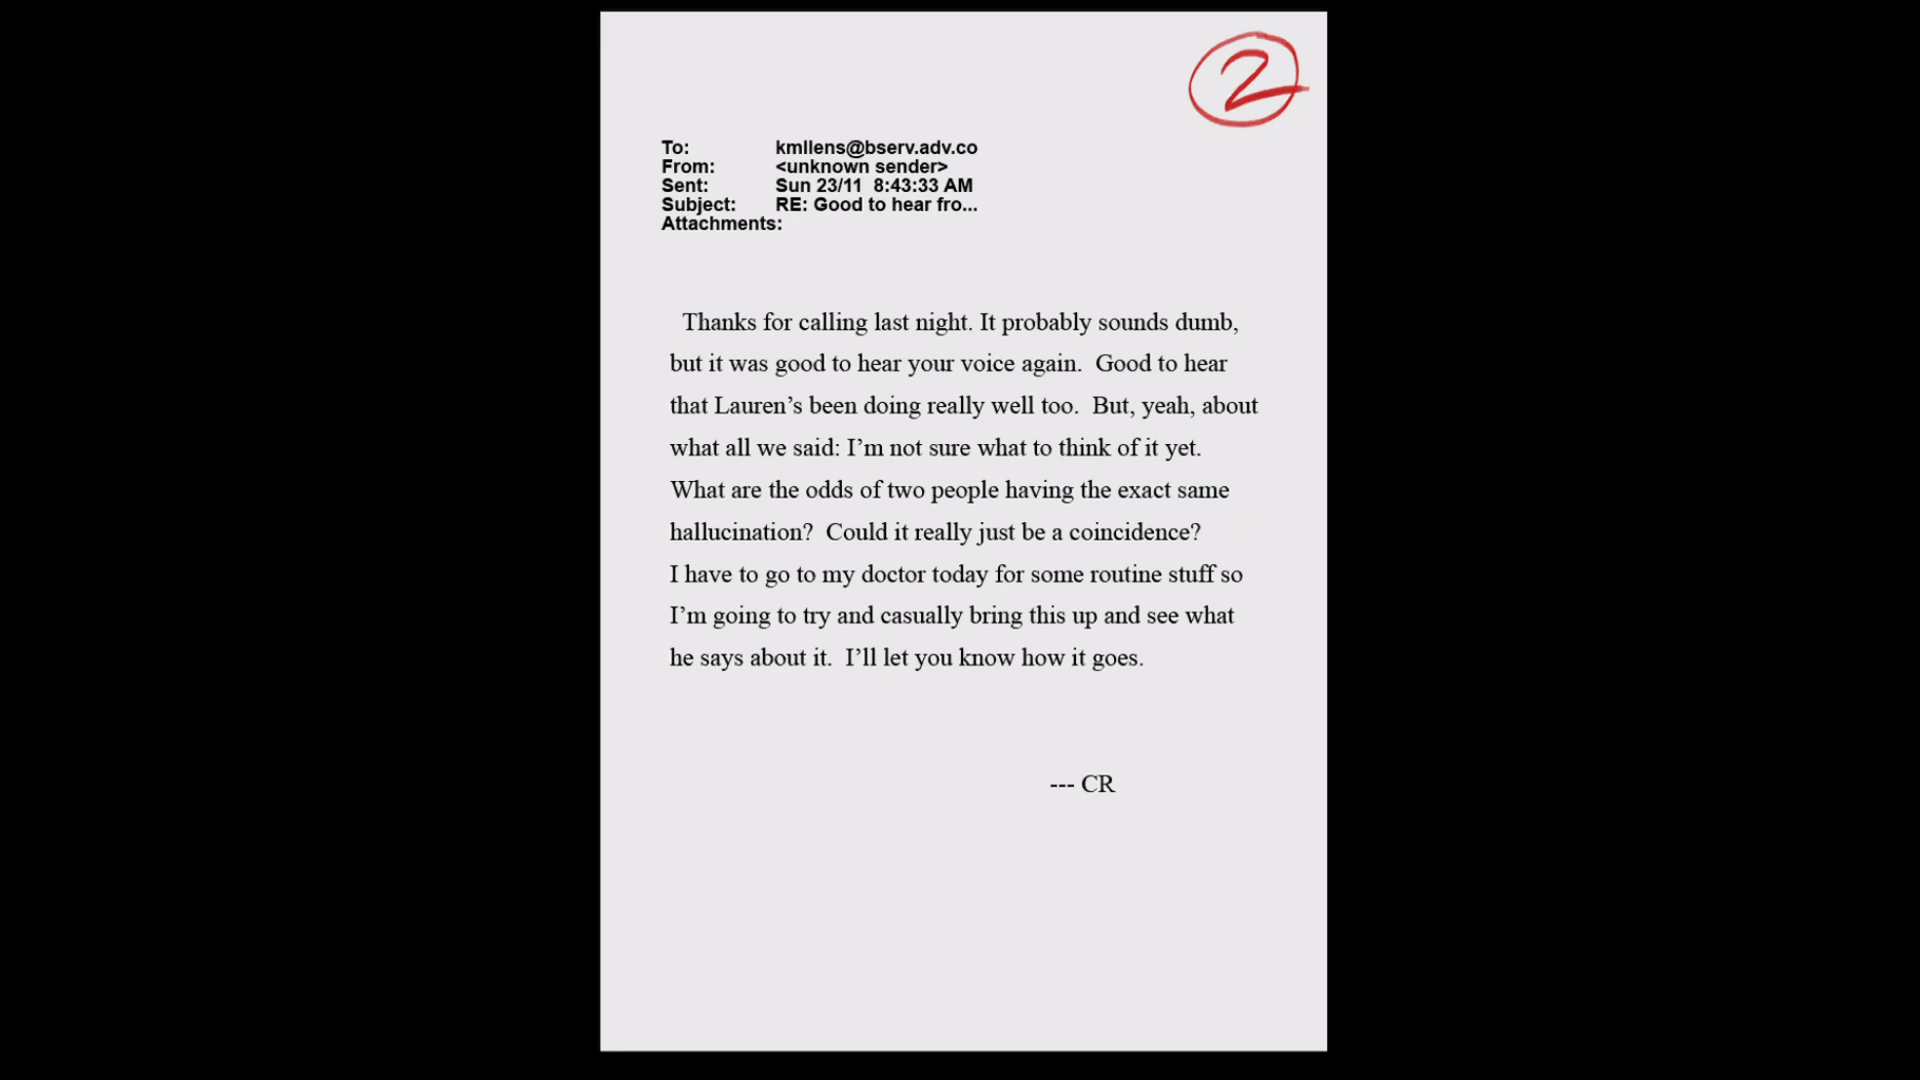 2
To: kmllens@bserv.adv.co
From: <unknown sender>
Sent: Sun 23/11  8:43:33 AM
Subject: RE: Good to hear fro...
Attachments:
Thanks for calling last night. It probably sounds dumb,
but it was good to hear your voice again.  Good to hear
that Lauren’s been doing really well too.  But, yeah, about
what all we said: I’m not sure what to think of it yet.
What are the odds of two people having the exact same
hallucination?  Could it really just be a coincidence?
I have to go to my doctor today for some routine stuff so
I’m going to try and casually bring this up and see what
he says about it.  I’ll let you know how it goes.
--- CR